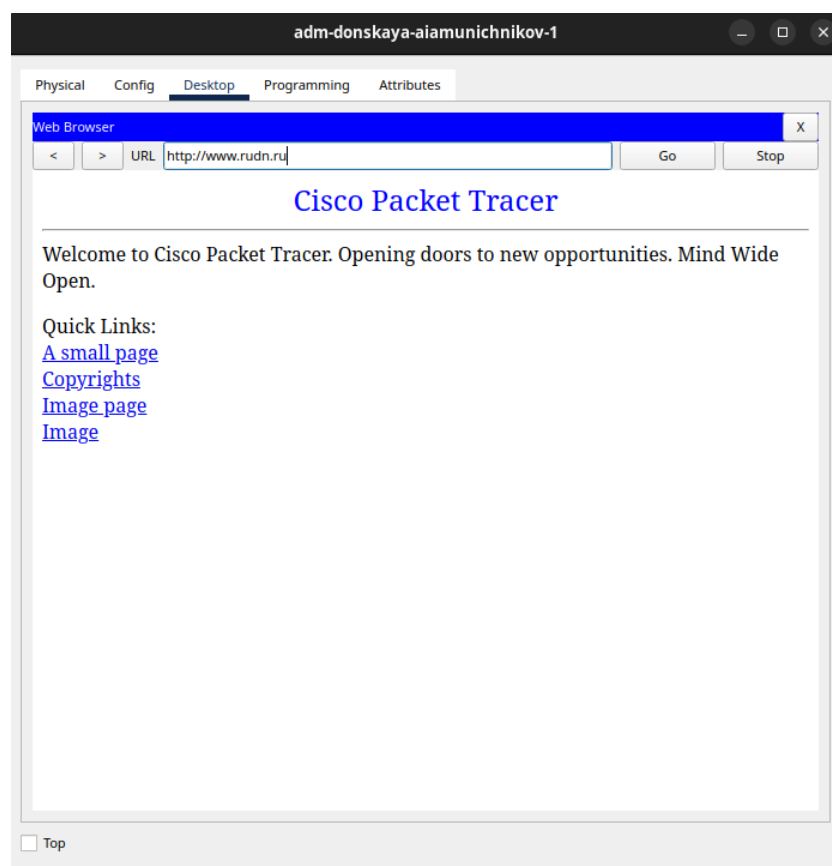 adm-donskaya-aiamunichnikov-1
Physical Config Desktop Programming Attributes
Web Browser X
< > URL http://www.rudn.ru Go Stop
Cisco Packet Tracer
Welcome to Cisco Packet Tracer. Opening doors to new opportunities. Mind Wide
Open.
Quick Links:
A small page
Copyrights
Image page
Image
Top